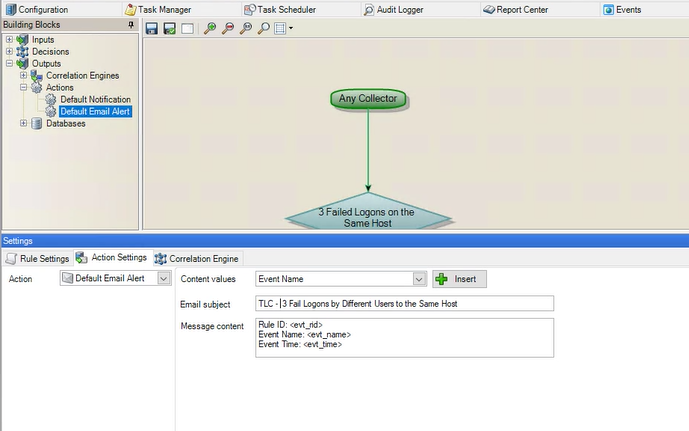 Configuration
Task Manager
Task Scheduler
Audit Logger
Report Center
Events
Building Blocks
Inputs
Decisions
Outputs
Correlation Engines
Actions
Default Notification
Default Email Alert
Databases
Any Collector
3 Failed Logons on the
Same Host
Settings
Rule Settings
Action Settings
Correlation Engine
Action
Default Email Alert
Content values
Event Name
Insert
Email subject
TLC - 3 Fail Logons by Different Users to the Same Host
Message content
Rule ID: <evt_rid>
Event Name: <evt_name>
Event Time: <evt_time>